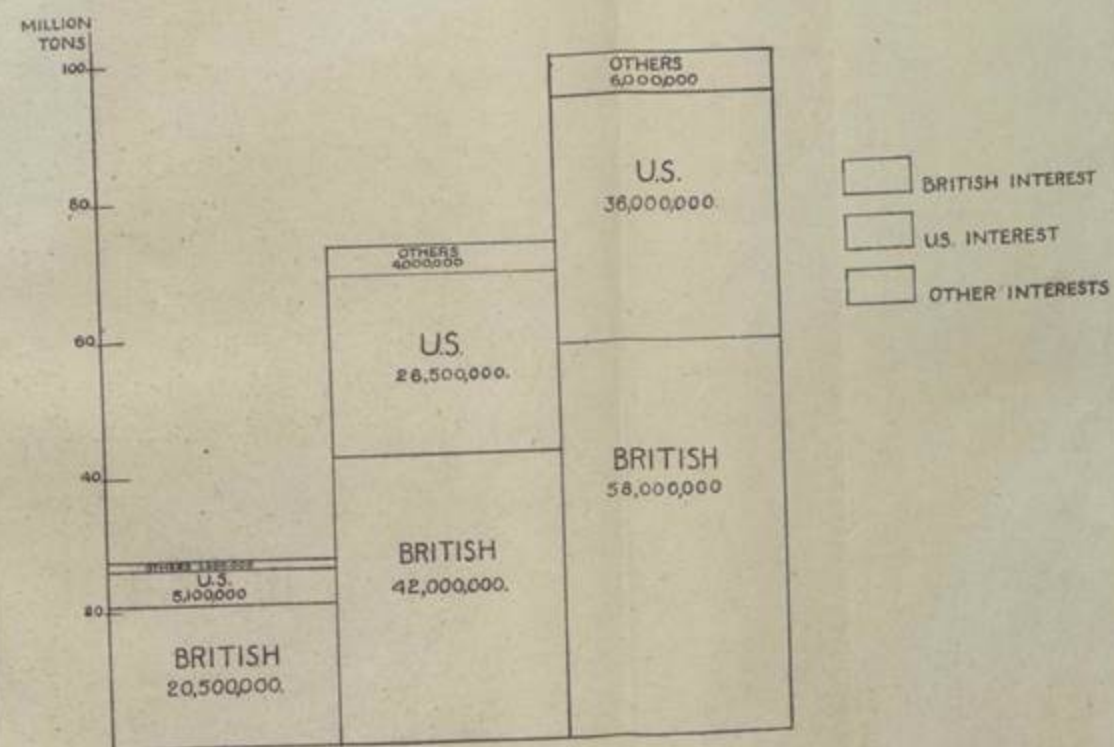 MILLION
TONS
100
80
60
40
20
OTHERS
6,000,000
U.S.
36,000,000.
BRITISH
58,000,000
OTHERS
4,000,000
U.S.
26,500,000.
BRITISH
42,000,000.
OTHERS
U.S.
5,100,000
BRITISH
20,500,000.
BRITISH INTEREST
U.S. INTEREST
OTHER INTERESTS